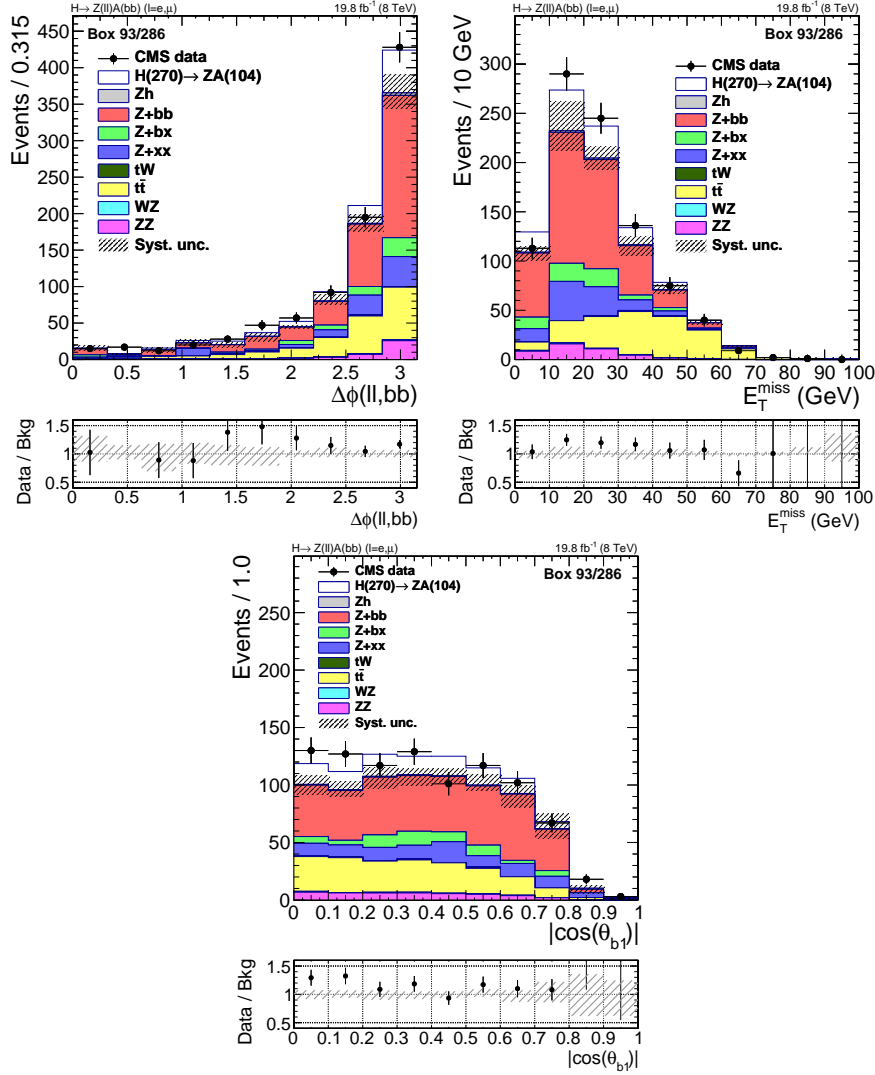 H→ Z(ll)A(bb) (l=e,μ) 19.8 fb⁻¹ (8 TeV)
Box 93/286
Events / 0.315
450
400
350
300
250
200
150
100
50
0
CMS data
H(270)→ ZA(104)
Zh
Z+bb
Z+bx
Z+xx
tW
tt̄
WZ
ZZ
Syst. unc.
0 0.5 1 1.5 2 2.5 3
Δϕ(ll,bb)
Data / Bkg
1.5
1
0.5
0 0.5 1 1.5 2 2.5 3
Δϕ(ll,bb)
H→ Z(ll)A(bb) (l=e,μ) 19.8 fb⁻¹ (8 TeV)
Box 93/286
Events / 10 GeV
300
250
200
150
100
50
0
CMS data
H(270)→ ZA(104)
Zh
Z+bb
Z+bx
Z+xx
tW
tt̄
WZ
ZZ
Syst. unc.
0 10 20 30 40 50 60 70 80 90 100
E_T^miss (GeV)
Data / Bkg
1.5
1
0.5
0 10 20 30 40 50 60 70 80 90 100
E_T^miss (GeV)
H→ Z(ll)A(bb) (l=e,μ) 19.8 fb⁻¹ (8 TeV)
Box 93/286
Events / 1.0
250
200
150
100
50
0
CMS data
H(270)→ ZA(104)
Zh
Z+bb
Z+bx
Z+xx
tW
tt̄
WZ
ZZ
Syst. unc.
0 0.1 0.2 0.3 0.4 0.5 0.6 0.7 0.8 0.9 1
|cos(θ_b1)|
Data / Bkg
1.5
1
0.5
0 0.1 0.2 0.3 0.4 0.5 0.6 0.7 0.8 0.9 1
|cos(θ_b1)|